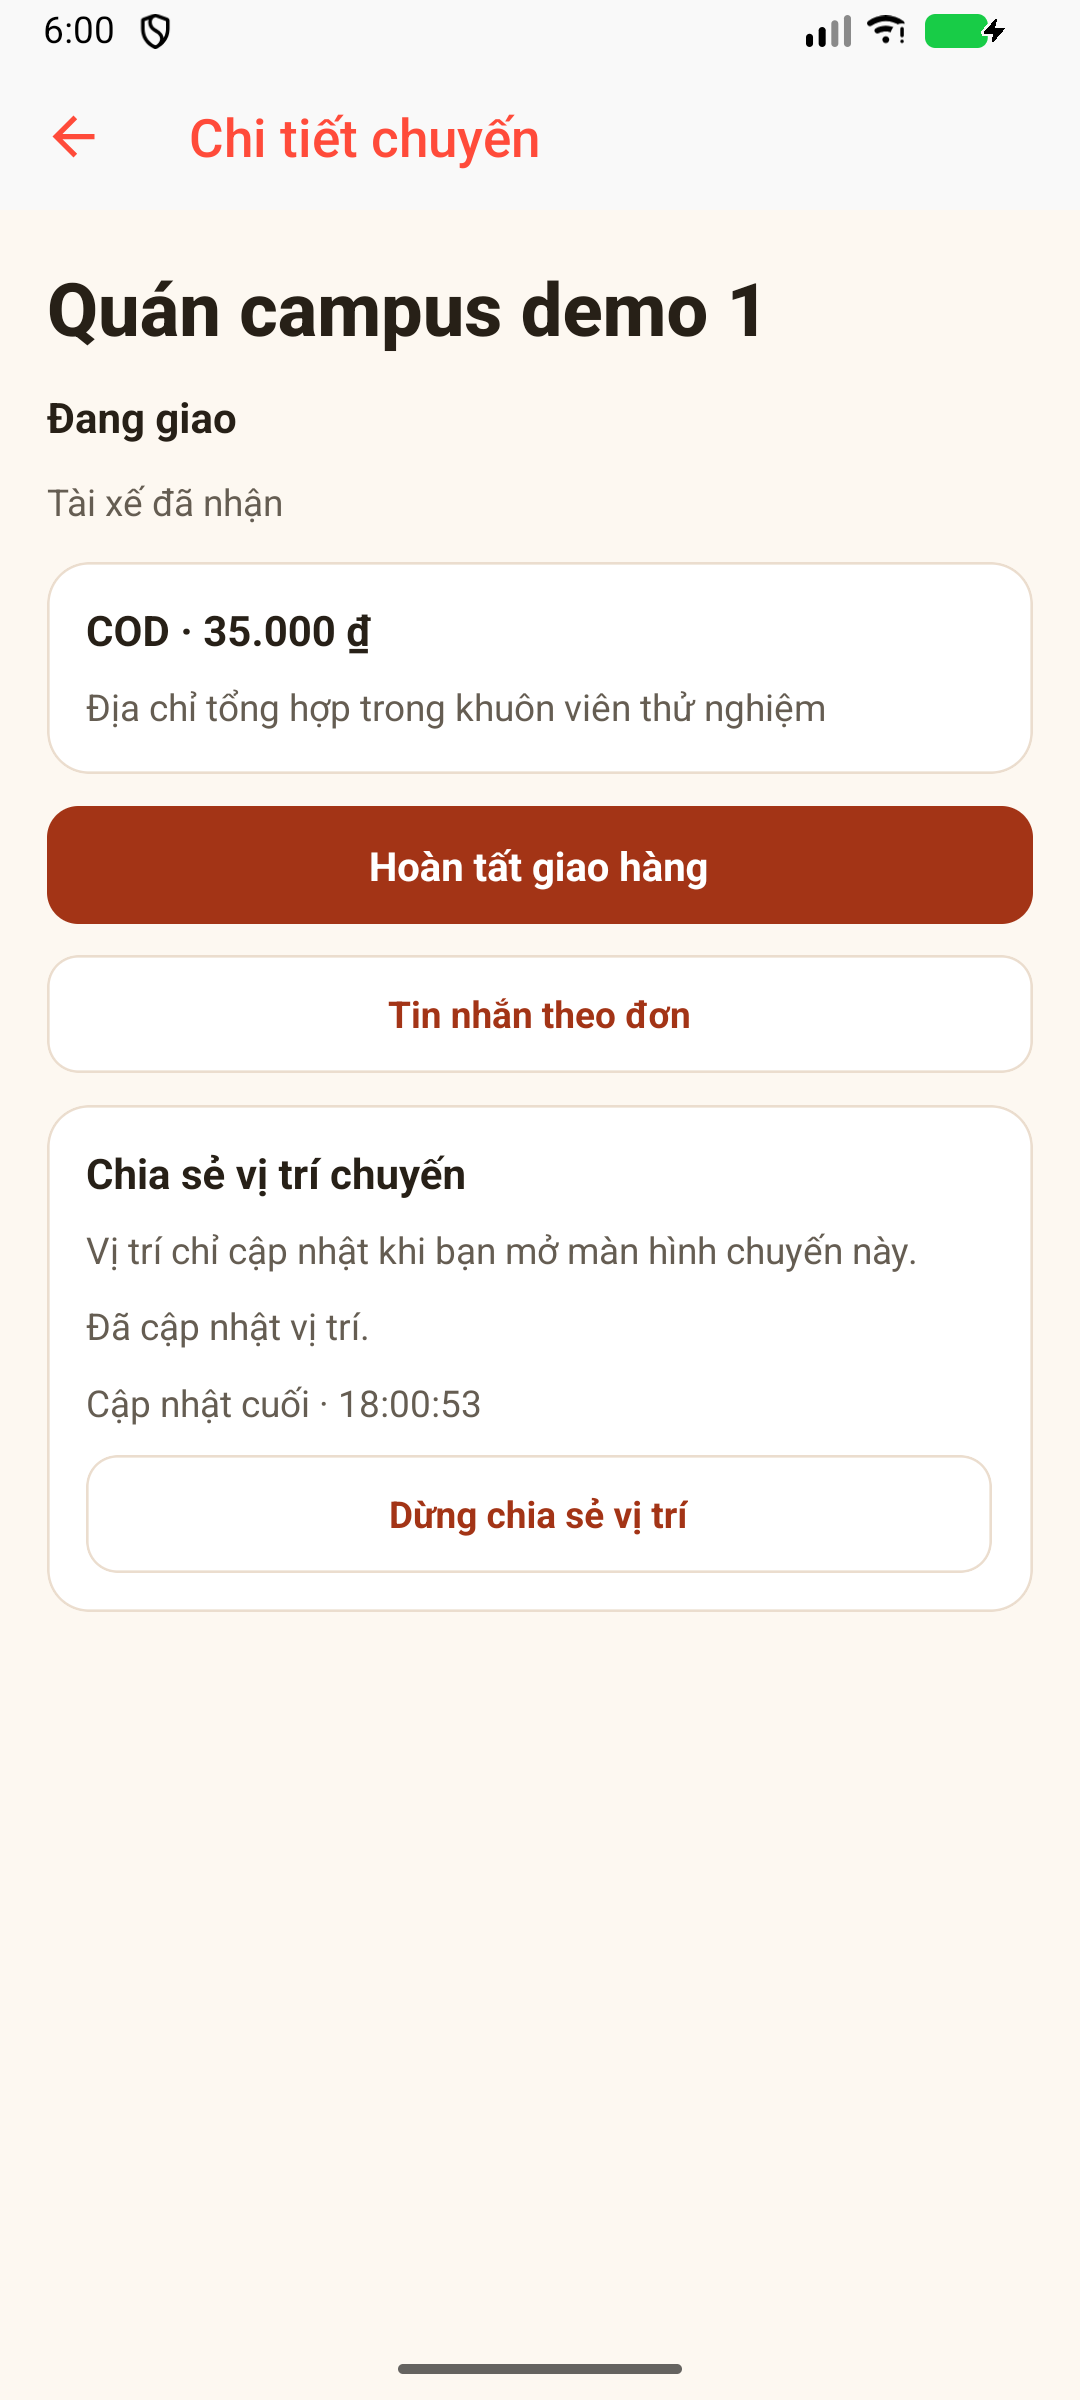 6:00
Chi tiết chuyến
Quán campus demo 1
Đang giao
Tài xế đã nhận
COD · 35.000 ₫
Địa chỉ tổng hợp trong khuôn viên thử nghiệm
Hoàn tất giao hàng
Tin nhắn theo đơn
Chia sẻ vị trí chuyến
Vị trí chỉ cập nhật khi bạn mở màn hình chuyến này.
Đã cập nhật vị trí.
Cập nhật cuối · 18:00:53
Dừng chia sẻ vị trí